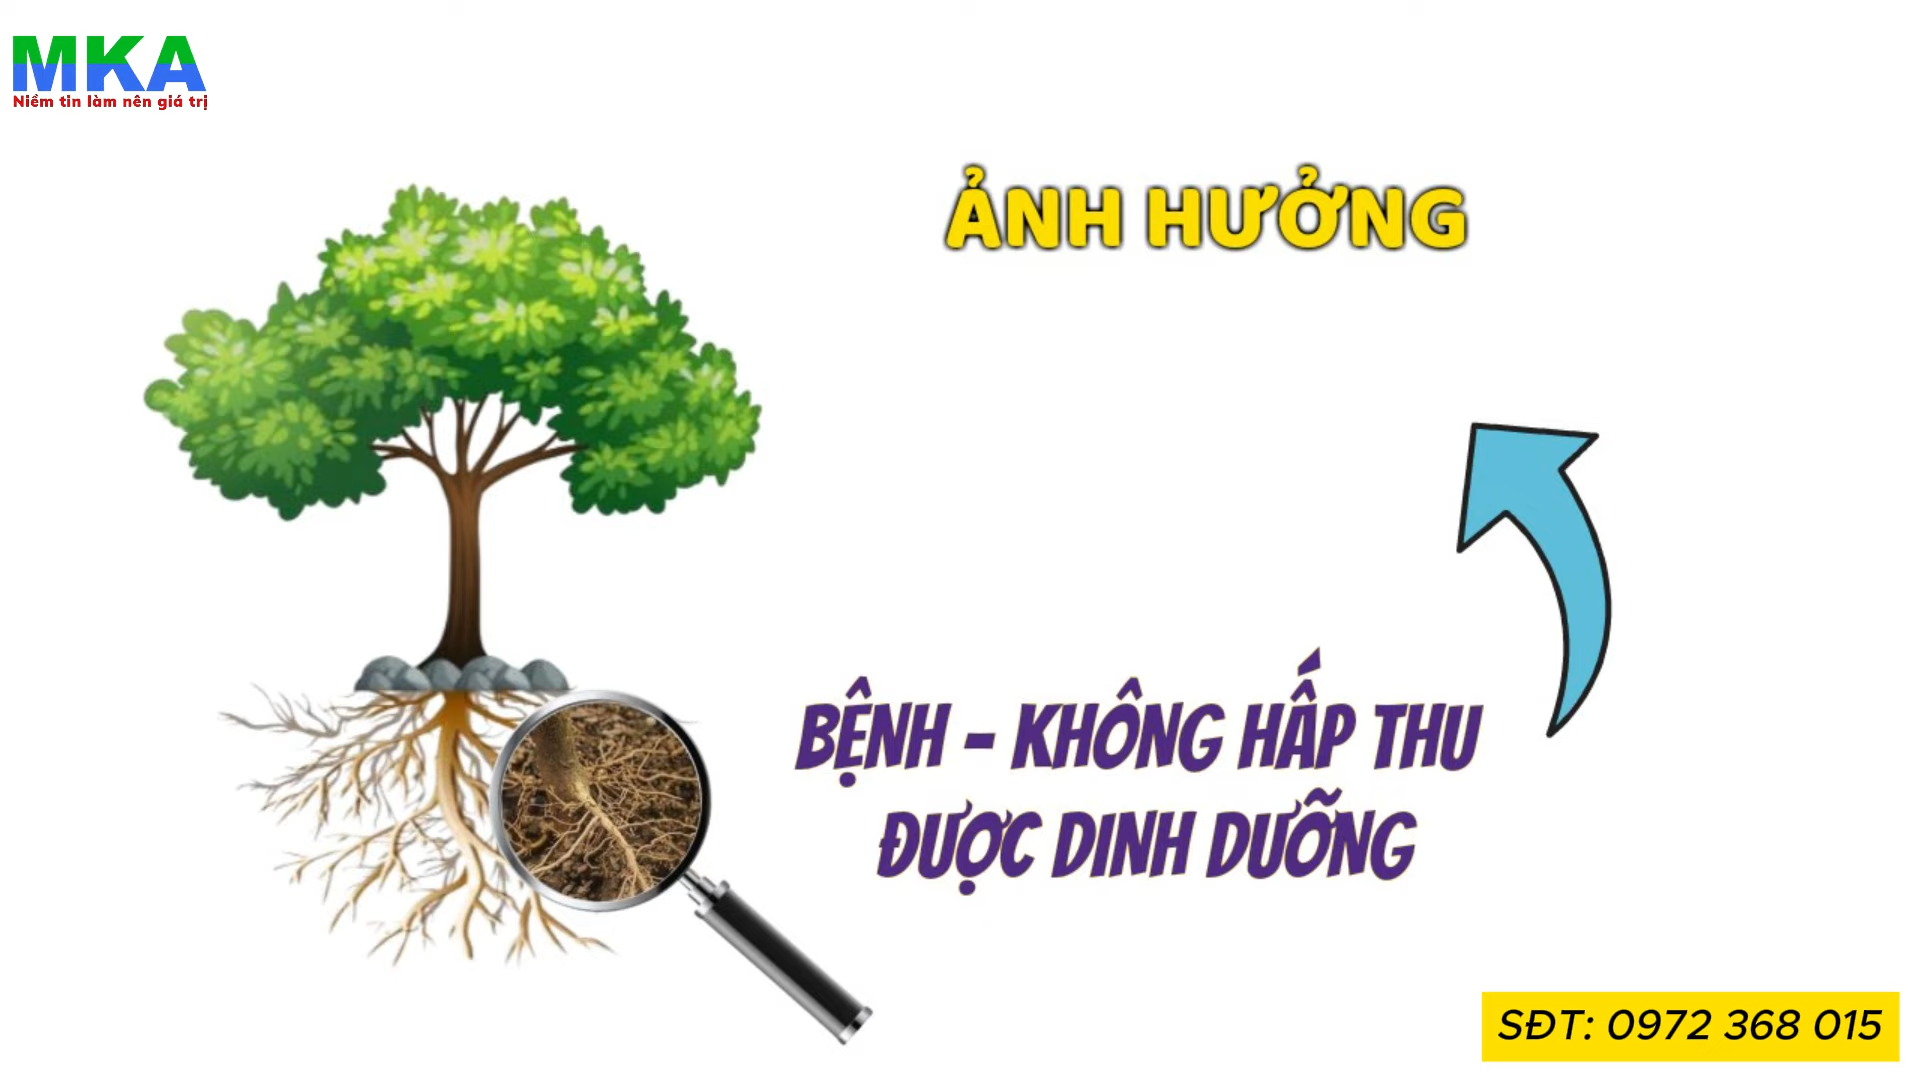 MKA
Niềm tin làm nên giá trị
ẢNH HƯỞNG
BỆNH - KHÔNG HẤP THU
ĐƯỢC DINH DƯỠNG
SĐT: 0972 368 015